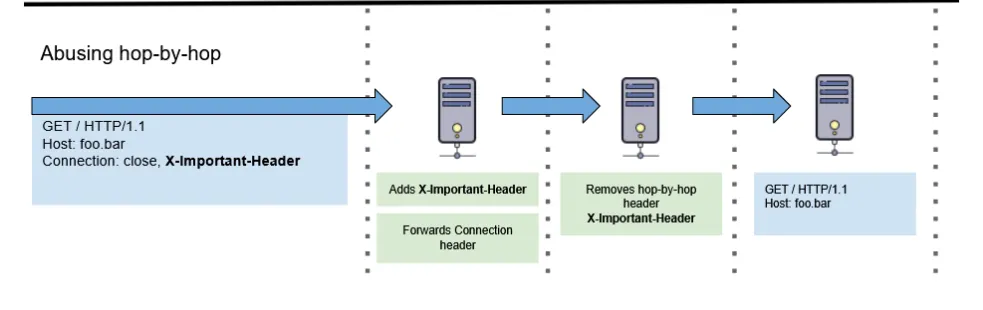 Abusing hop-by-hop
GET / HTTP/1.1
Host: foo.bar
Connection: close, X-Important-Header
Adds X-Important-Header
Forwards Connection
header
Removes hop-by-hop
header
X-Important-Header
GET / HTTP/1.1
Host: foo.bar